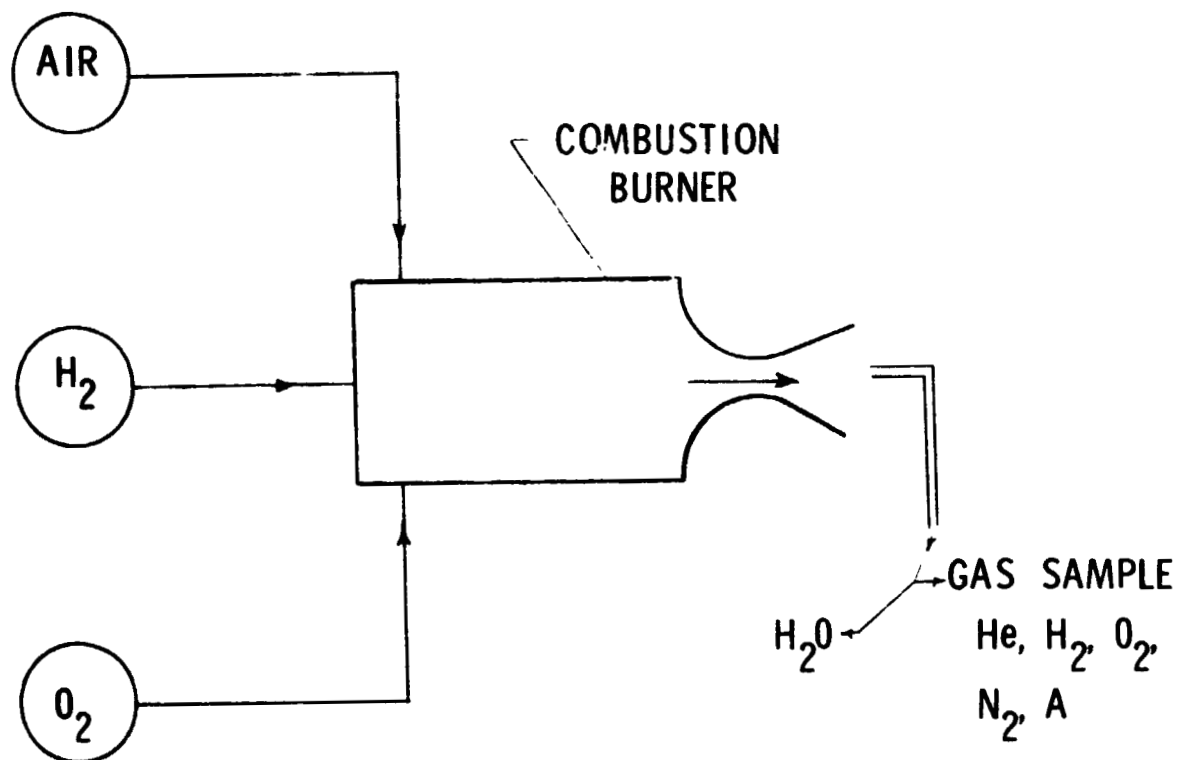 AIR
COMBUSTION
BURNER
H₂
O₂
GAS SAMPLE
H₂O
He, H₂, O₂,
N₂, A